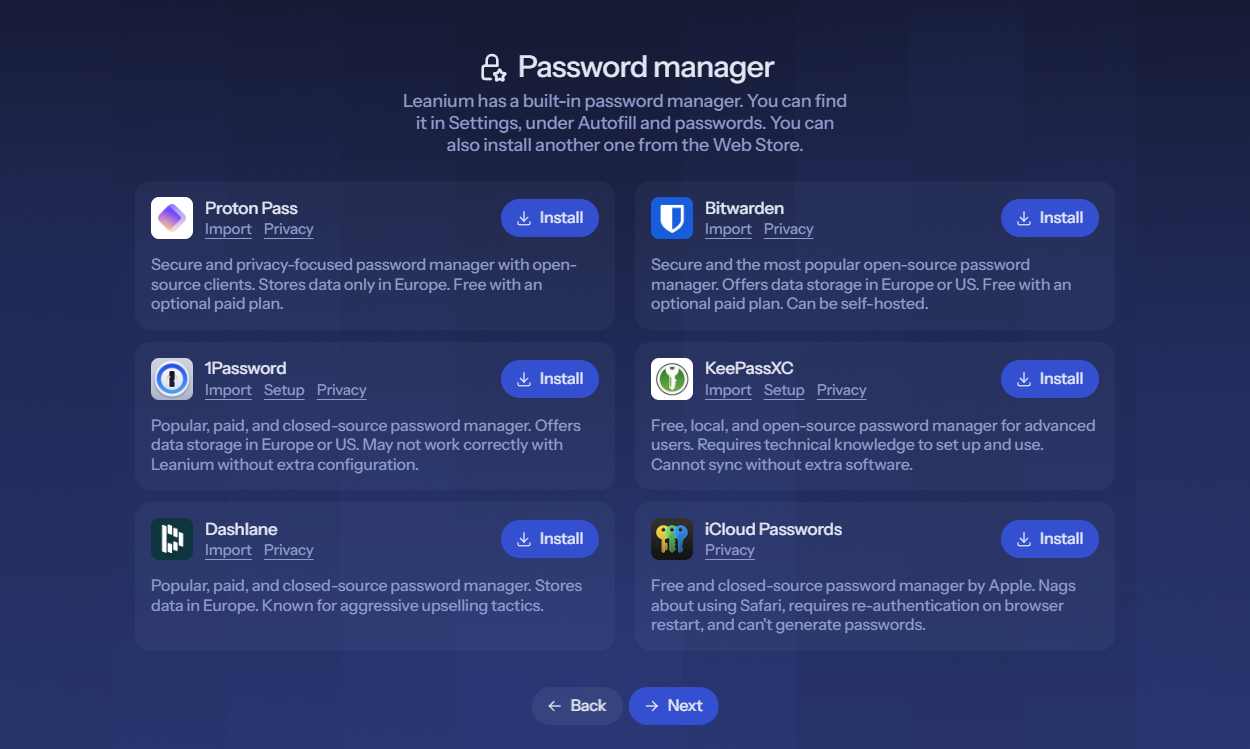 Password manager
Leanium has a built-in password manager. You can find
it in Settings, under Autofill and passwords. You can
also install another one from the Web Store.
Proton Pass
Import Privacy
Install
Secure and privacy-focused password manager with open-
source clients. Stores data only in Europe. Free with an
optional paid plan.
Bitwarden
Import Privacy
Install
Secure and the most popular open-source password
manager. Offers data storage in Europe or US. Free with an
optional paid plan. Can be self-hosted.
1Password
Import Setup Privacy
Install
Popular, paid, and closed-source password manager. Offers
data storage in Europe or US. May not work correctly with
Leanium without extra configuration.
KeePassXC
Import Setup Privacy
Install
Free, local, and open-source password manager for advanced
users. Requires technical knowledge to set up and use.
Cannot sync without extra software.
Dashlane
Import Privacy
Install
Popular, paid, and closed-source password manager. Stores
data in Europe. Known for aggressive upselling tactics.
iCloud Passwords
Privacy
Install
Free and closed-source password manager by Apple. Nags
about using Safari, requires re-authentication on browser
restart, and can't generate passwords.
Back
Next